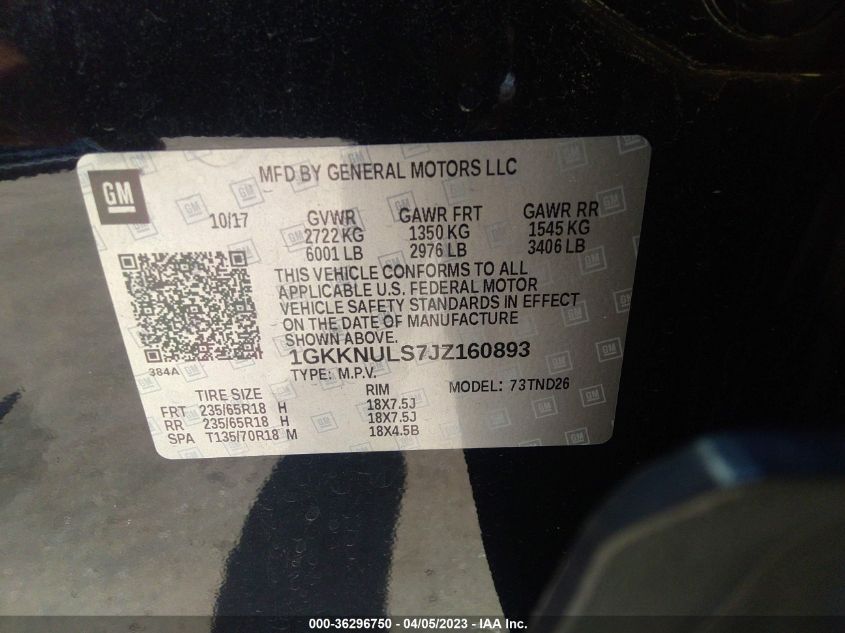 MFD BY GENERAL MOTORS LLC
GM
10/17 GVWR GAWR FRT GAWR RR
2722 KG 1350 KG 1545 KG
6001 LB 2976 LB 3406 LB
THIS VEHICLE CONFORMS TO ALL
APPLICABLE U.S. FEDERAL MOTOR
VEHICLE SAFETY STANDARDS IN EFFECT
ON THE DATE OF MANUFACTURE
SHOWN ABOVE.
384A
1GKKNULS7JZ160893
TYPE: M.P.V. MODEL: 73TND26
TIRE SIZE RIM
FRT 235/65R18 H 18X7.5J
RR 235/65R18 H 18X7.5J
SPA T135/70R18 M 18X4.5B
000-36296750 - 04/05/2023 - IAA Inc.